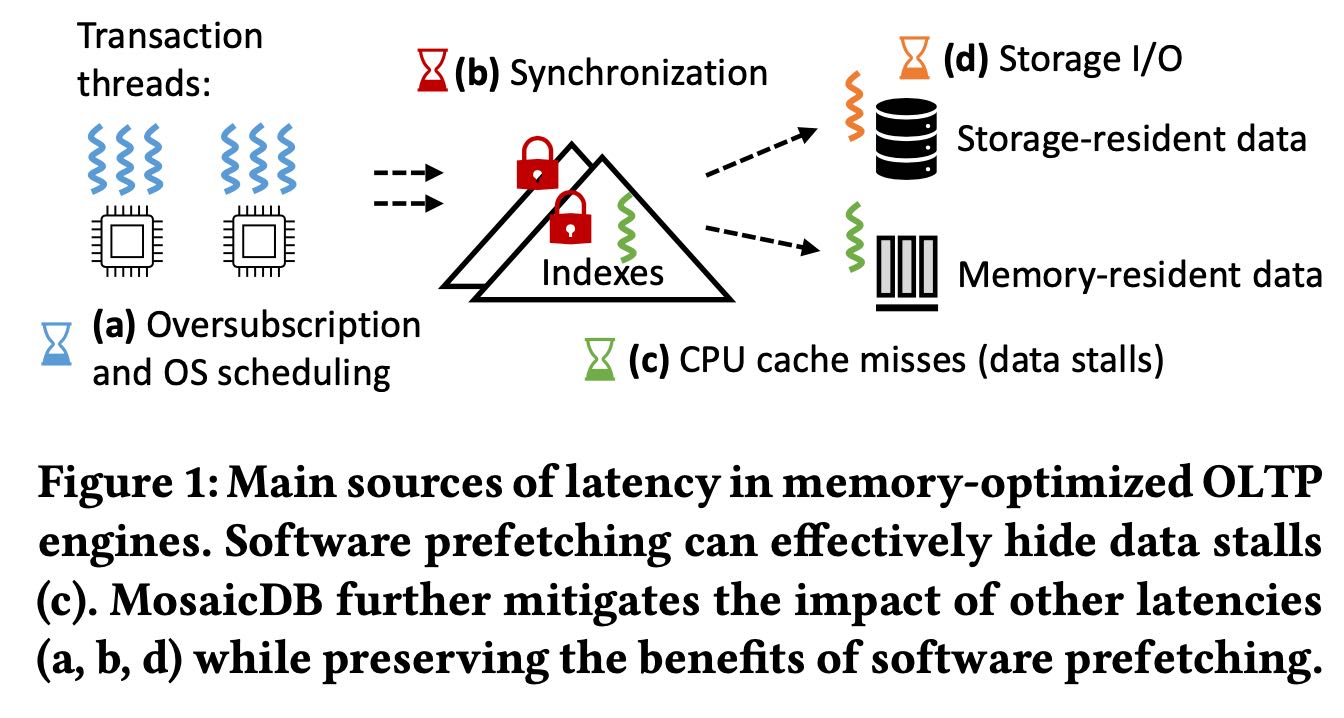 Transaction
threads:
(b) Synchronization
(d) Storage I/O
Storage-resident data
Indexes
Memory-resident data
(a) Oversubscription
and OS scheduling
(c) CPU cache misses (data stalls)
Figure 1: Main sources of latency in memory-optimized OLTP
engines. Software prefetching can effectively hide data stalls
(c). MosaicDB further mitigates the impact of other latencies
(a, b, d) while preserving the benefits of software prefetching.